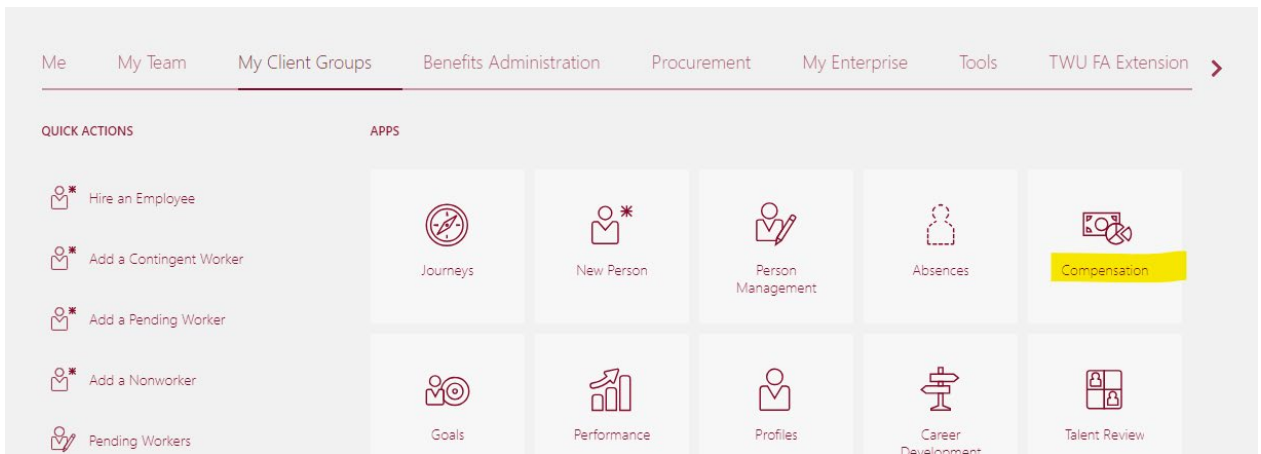 Me My Team My Client Groups Benefits Administration Procurement My Enterprise Tools TWU FA Extension
QUICK ACTIONS
Hire an Employee
Add a Contingent Worker
Add a Pending Worker
Add a Nonworker
Pending Workers
APPS
Journeys
New Person
Person
Management
Absences
Compensation
Goals
Performance
Profiles
Career
Development
Talent Review